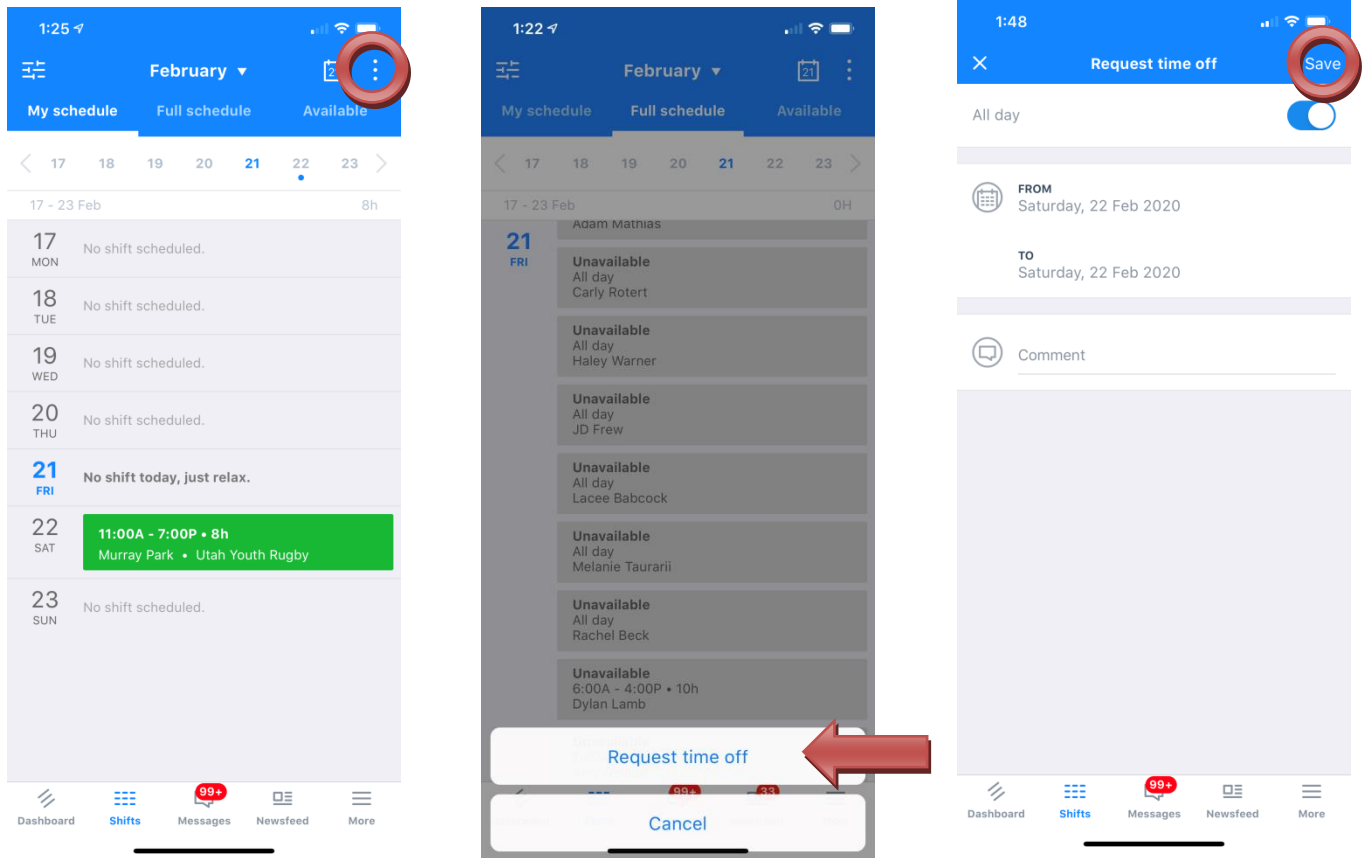 1:25
February ▼
My schedule Full schedule Available
17 18 19 20 21 22 23
17 - 23 Feb 8h
17
MON
No shift scheduled.
18
TUE
No shift scheduled.
19
WED
No shift scheduled.
20
THU
No shift scheduled.
21
FRI
No shift today, just relax.
22
SAT
11:00A - 7:00P • 8h
Murray Park • Utah Youth Rugby
23
SUN
No shift scheduled.
99+
Dashboard Shifts Messages Newsfeed More
1:22
February ▼
21
My schedule Full schedule Available
17 18 19 20 21 22 23
17 - 23 Feb 0H
Adam Mathias
21
FRI
Unavailable
All day
Carly Rotert
Unavailable
All day
Haley Warner
Unavailable
All day
JD Frew
Unavailable
All day
Lacee Babcock
Unavailable
All day
Melanie Taurarii
Unavailable
All day
Rachel Beck
Unavailable
6:00A - 4:00P • 10h
Dylan Lamb
Request time off
99+ 33
Cancel
1:48
Request time off Save
All day
FROM
Saturday, 22 Feb 2020
TO
Saturday, 22 Feb 2020
Comment
99+
Dashboard Shifts Messages Newsfeed More